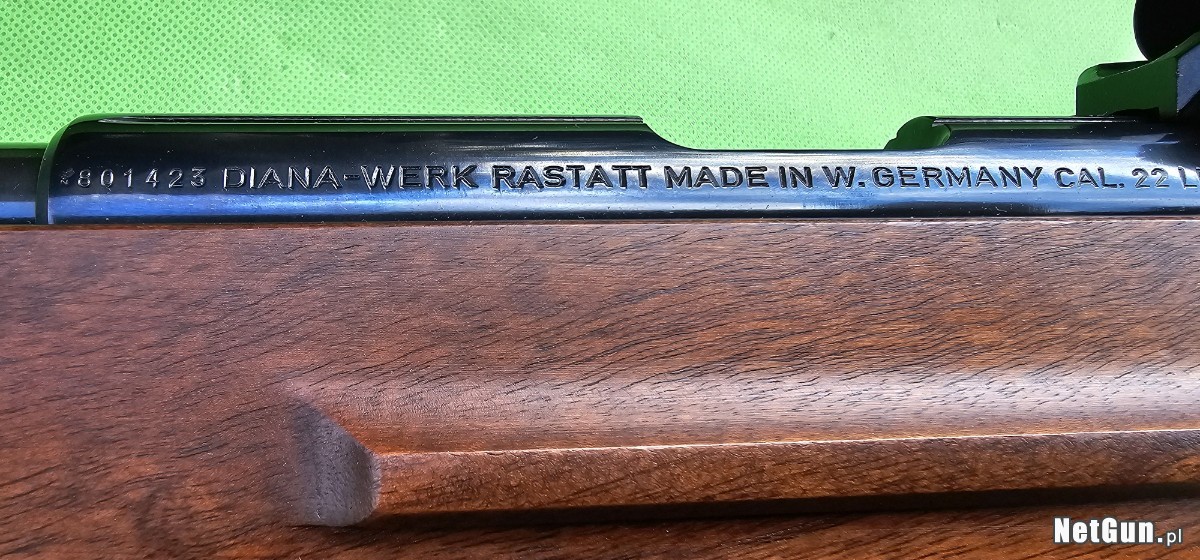 801423 DIANA-WERK RASTATT MADE IN W. GERMANY CAL. 22 L
NetGun.pl